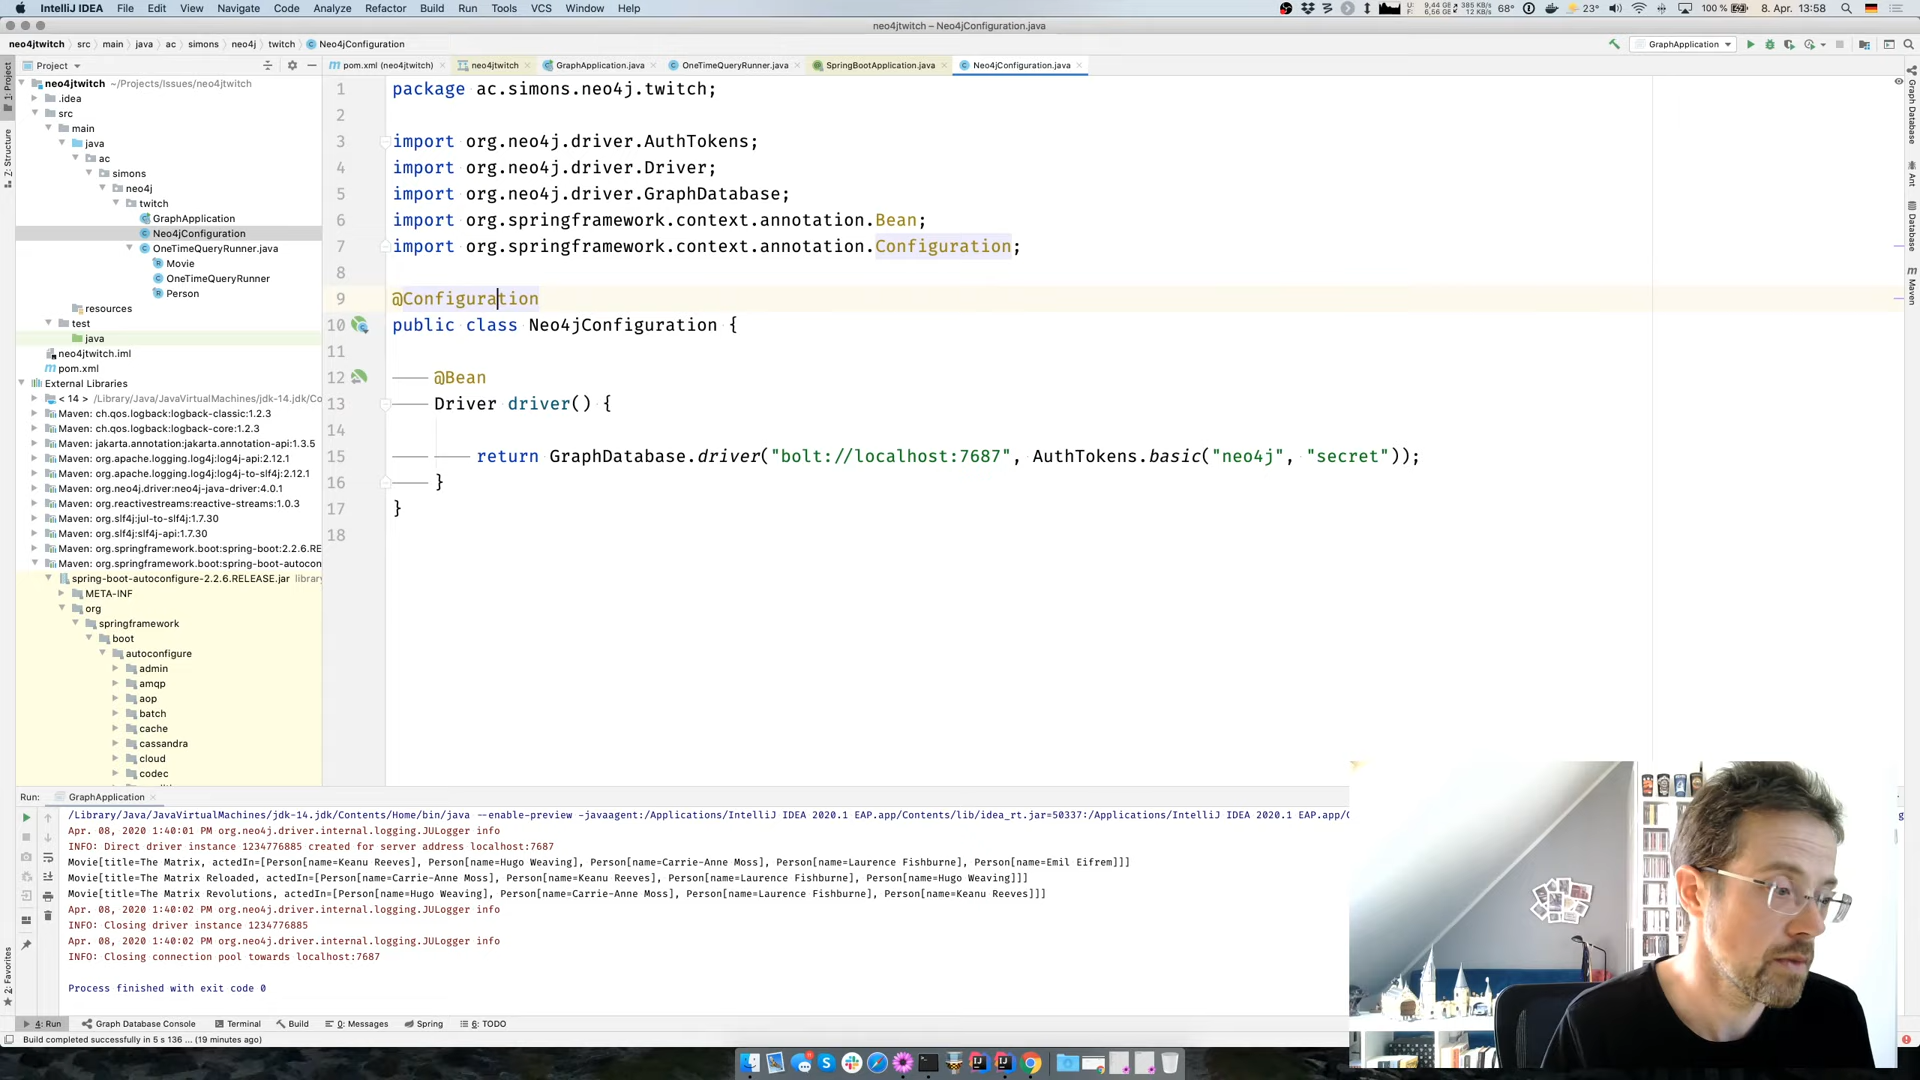 IntelliJ IDEA File Edit View Navigate Code Analyze Refactor Build Run Tools VCS Window Help 68° 23° 100 % 8. Apr. 13:58
neo4jtwitch – Neo4jConfiguration.java
neo4jtwitch src main java ac simons neo4j twitch Neo4jConfiguration GraphApplication
Project
pom.xml (neo4jtwitch) neo4jtwitch GraphApplication.java OneTimeQueryRunner.java SpringBootApplication.java Neo4jConfiguration.java
neo4jtwitch ~/Projects/Issues/neo4jtwitch
.idea
src
main
java
ac
simons
neo4j
twitch
GraphApplication
Neo4jConfiguration
OneTimeQueryRunner.java
Movie
OneTimeQueryRunner
Person
resources
test
java
neo4jtwitch.iml
pom.xml
External Libraries
< 14 > /Library/Java/JavaVirtualMachines/jdk-14.jdk/Co
Maven: ch.qos.logback:logback-classic:1.2.3
Maven: ch.qos.logback:logback-core:1.2.3
Maven: jakarta.annotation:jakarta.annotation-api:1.3.5
Maven: org.apache.logging.log4j:log4j-api:2.12.1
Maven: org.apache.logging.log4j:log4j-to-slf4j:2.12.1
Maven: org.neo4j.driver:neo4j-java-driver:4.0.1
Maven: org.reactivestreams:reactive-streams:1.0.3
Maven: org.slf4j:jul-to-slf4j:1.7.30
Maven: org.slf4j:slf4j-api:1.7.30
Maven: org.springframework.boot:spring-boot:2.2.6.RE
Maven: org.springframework.boot:spring-boot-autocon
spring-boot-autoconfigure-2.2.6.RELEASE.jar library
META-INF
org
springframework
boot
autoconfigure
admin
amqp
aop
batch
cache
cassandra
cloud
codec
1 package ac.simons.neo4j.twitch;
2
3 import org.neo4j.driver.AuthTokens;
4 import org.neo4j.driver.Driver;
5 import org.neo4j.driver.GraphDatabase;
6 import org.springframework.context.annotation.Bean;
7 import org.springframework.context.annotation.Configuration;
8
9 @Configuration
10 public class Neo4jConfiguration {
11
12 @Bean
13 Driver driver() {
14
15 return GraphDatabase.driver("bolt://localhost:7687", AuthTokens.basic("neo4j", "secret"));
16 }
17 }
18
1: Project
7: Structure
2: Favorites
Graph Database
Ant
Database
Maven
Run: GraphApplication
/Library/Java/JavaVirtualMachines/jdk-14.jdk/Contents/Home/bin/java --enable-preview -javaagent:/Applications/IntelliJ IDEA 2020.1 EAP.app/Contents/lib/idea_rt.jar=50337:/Applications/IntelliJ IDEA 2020.1 EAP.app/C
Apr. 08, 2020 1:40:01 PM org.neo4j.driver.internal.logging.JULogger info
INFO: Direct driver instance 1234776885 created for server address localhost:7687
Movie[title=The Matrix, actedIn=[Person[name=Keanu Reeves], Person[name=Hugo Weaving], Person[name=Carrie-Anne Moss], Person[name=Laurence Fishburne], Person[name=Emil Eifrem]]]
Movie[title=The Matrix Reloaded, actedIn=[Person[name=Carrie-Anne Moss], Person[name=Keanu Reeves], Person[name=Laurence Fishburne], Person[name=Hugo Weaving]]]
Movie[title=The Matrix Revolutions, actedIn=[Person[name=Hugo Weaving], Person[name=Carrie-Anne Moss], Person[name=Laurence Fishburne], Person[name=Keanu Reeves]]]
Apr. 08, 2020 1:40:02 PM org.neo4j.driver.internal.logging.JULogger info
INFO: Closing driver instance 1234776885
Apr. 08, 2020 1:40:02 PM org.neo4j.driver.internal.logging.JULogger info
INFO: Closing connection pool towards localhost:7687
Process finished with exit code 0
4: Run Graph Database Console Terminal Build 0: Messages Spring 6: TODO
Build completed successfully in 5 s 136 ... (19 minutes ago)